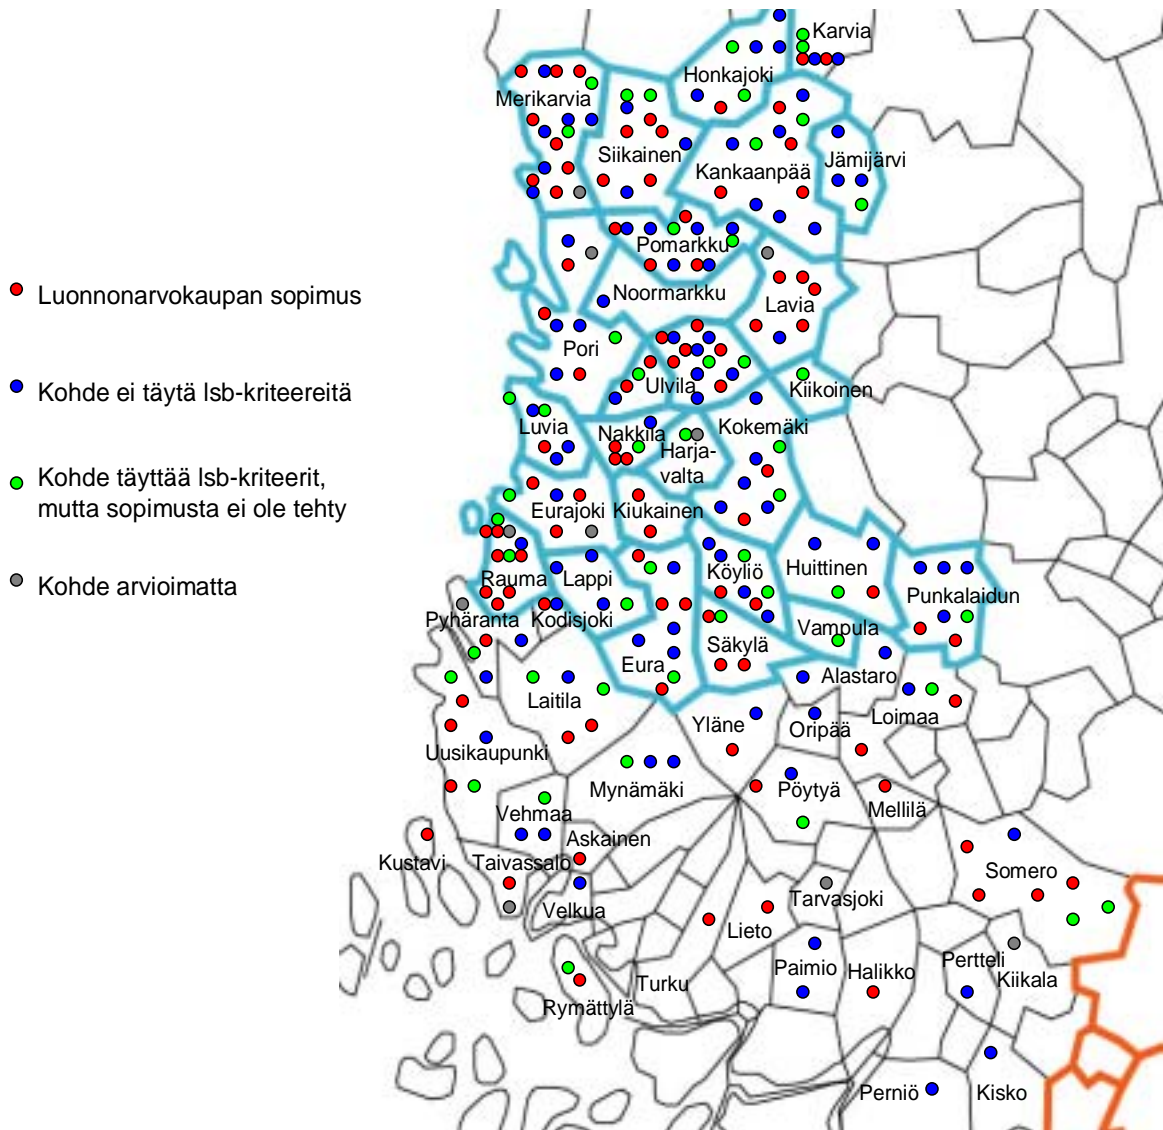 Karvia
Honkajoki
Merikarvia
Siikainen
Jämijärvi
Kankaanpää
Pomarkku
Noormarkku
Lavia
Luonnonarvokaupan sopimus
Pori
Kohde ei täytä lsb-kriteereitä
Ulvila
Kiikoinen
Luvia
Nakkila
Kokemäki
Harja-
valta
Kohde täyttää lsb-kriteerit,
mutta sopimusta ei ole tehty
Eurajoki
Kiukainen
Kohde arvioimatta
Rauma
Lappi
Köyliö
Huittinen
Punkalaidun
Pyhäranta
Kodisjoki
Vampula
Säkylä
Eura
Alastaro
Laitila
Loimaa
Yläne
Oripää
Uusikaupunki
Mynämäki
Pöytyä
Mellilä
Vehmaa
Askainen
Kustavi
Taivassalo
Somero
Tarvasjoki
Velkua
Lieto
Pertteli
Paimio
Halikko
Kiikala
Turku
Rymättylä
Perniö
Kisko